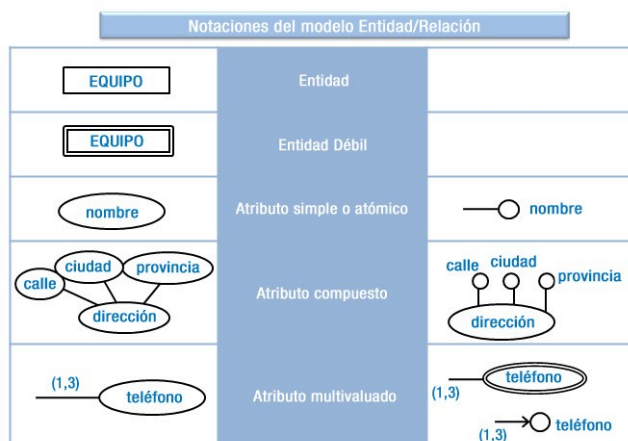 Notaciones del modelo Entidad/Relación
EQUIPO
Entidad
EQUIPO
Entidad Débil
nombre
Atributo simple o atómico
nombre
calle
ciudad
provincia
dirección
Atributo compuesto
calle
ciudad
provincia
dirección
(1,3)
teléfono
Atributo multivaluado
(1,3)
teléfono
(1,3)
teléfono